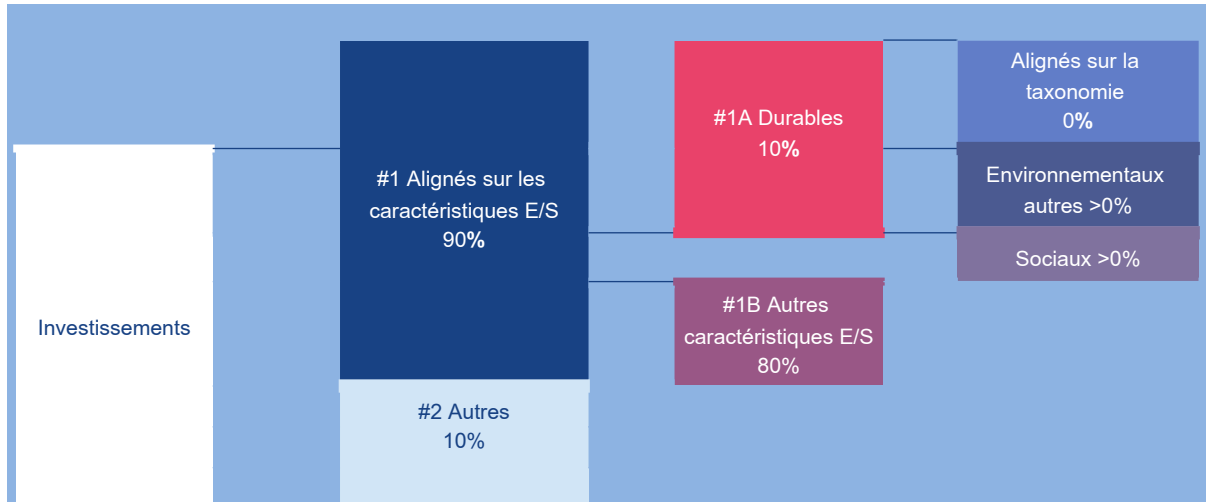 Investissements
#1 Alignés sur les
caractéristiques E/S
90%
#2 Autres
10%
#1A Durables
10%
#1B Autres
caractéristiques E/S
80%
Alignés sur la
taxonomie
0%
Environnementaux
autres >0%
Sociaux >0%